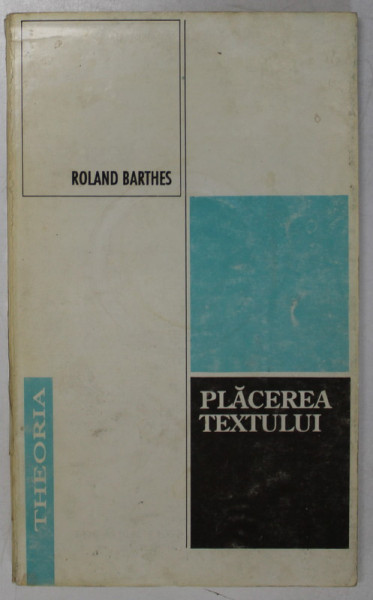 ROLAND BARTHES
PLĂCEREA
TEXTULUI
THEORIA